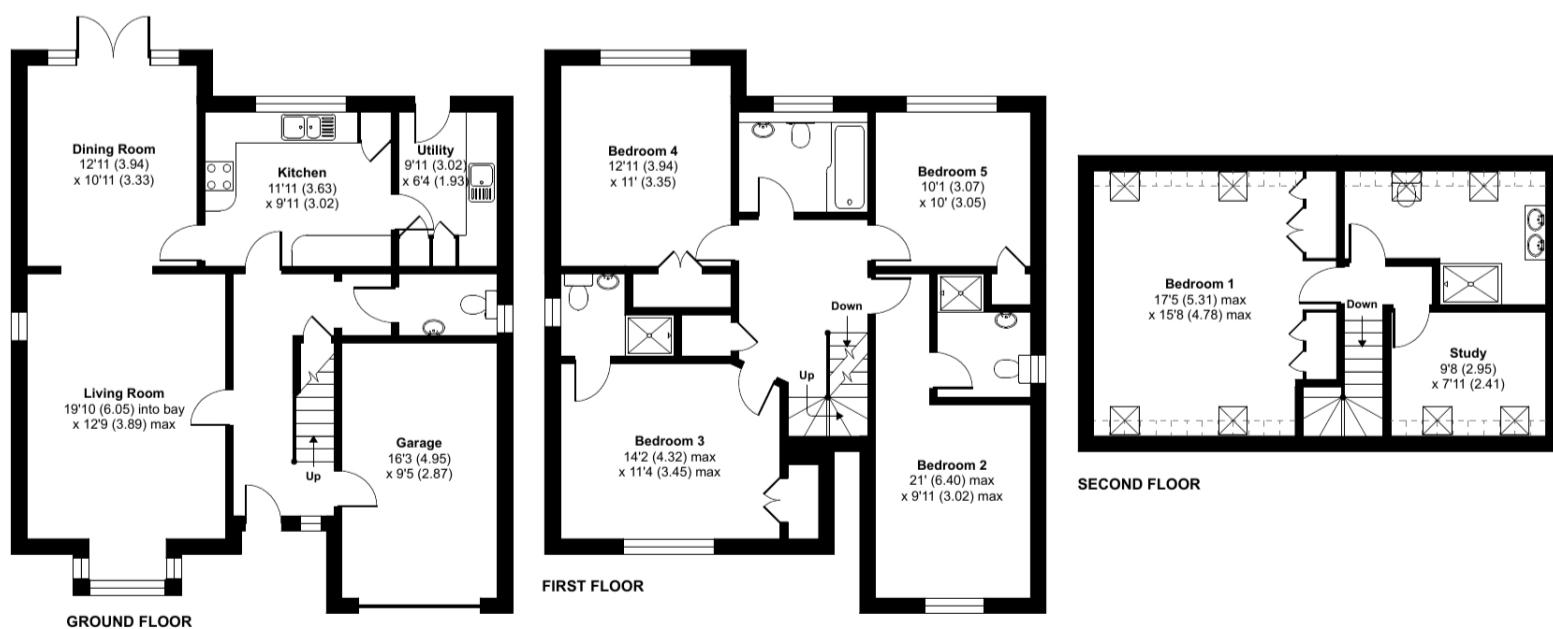 Dining Room
12'11 (3.94)
x 10'11 (3.33)
Kitchen
11'11 (3.63)
x 9'11 (3.02)
Utility
9'11 (3.02)
x 6'4 (1.93)
Living Room
19'10 (6.05) into bay
x 12'9 (3.89) max
Up
Garage
16'3 (4.95)
x 9'5 (2.87)
GROUND FLOOR
Bedroom 4
12'11 (3.94)
x 11' (3.35)
Bedroom 5
10'1 (3.07)
x 10' (3.05)
Down
Up
Bedroom 3
14'2 (4.32) max
x 11'4 (3.45) max
Bedroom 2
21' (6.40) max
x 9'11 (3.02) max
FIRST FLOOR
Bedroom 1
17'5 (5.31) max
x 15'8 (4.78) max
Down
Study
9'8 (2.95)
x 7'11 (2.41)
SECOND FLOOR